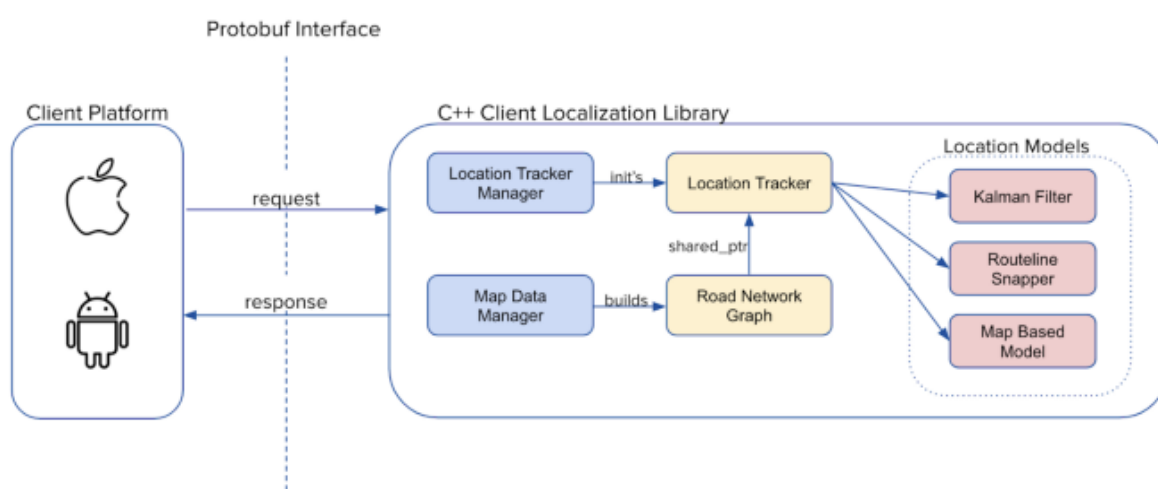 Protobuf Interface
Client Platform
C++ Client Localization Library
Location Models
Location Tracker
Manager
init's
Location Tracker
Kalman Filter
request
shared_ptr
Routeline
Snapper
response
Map Data
Manager
builds
Road Network
Graph
Map Based
Model